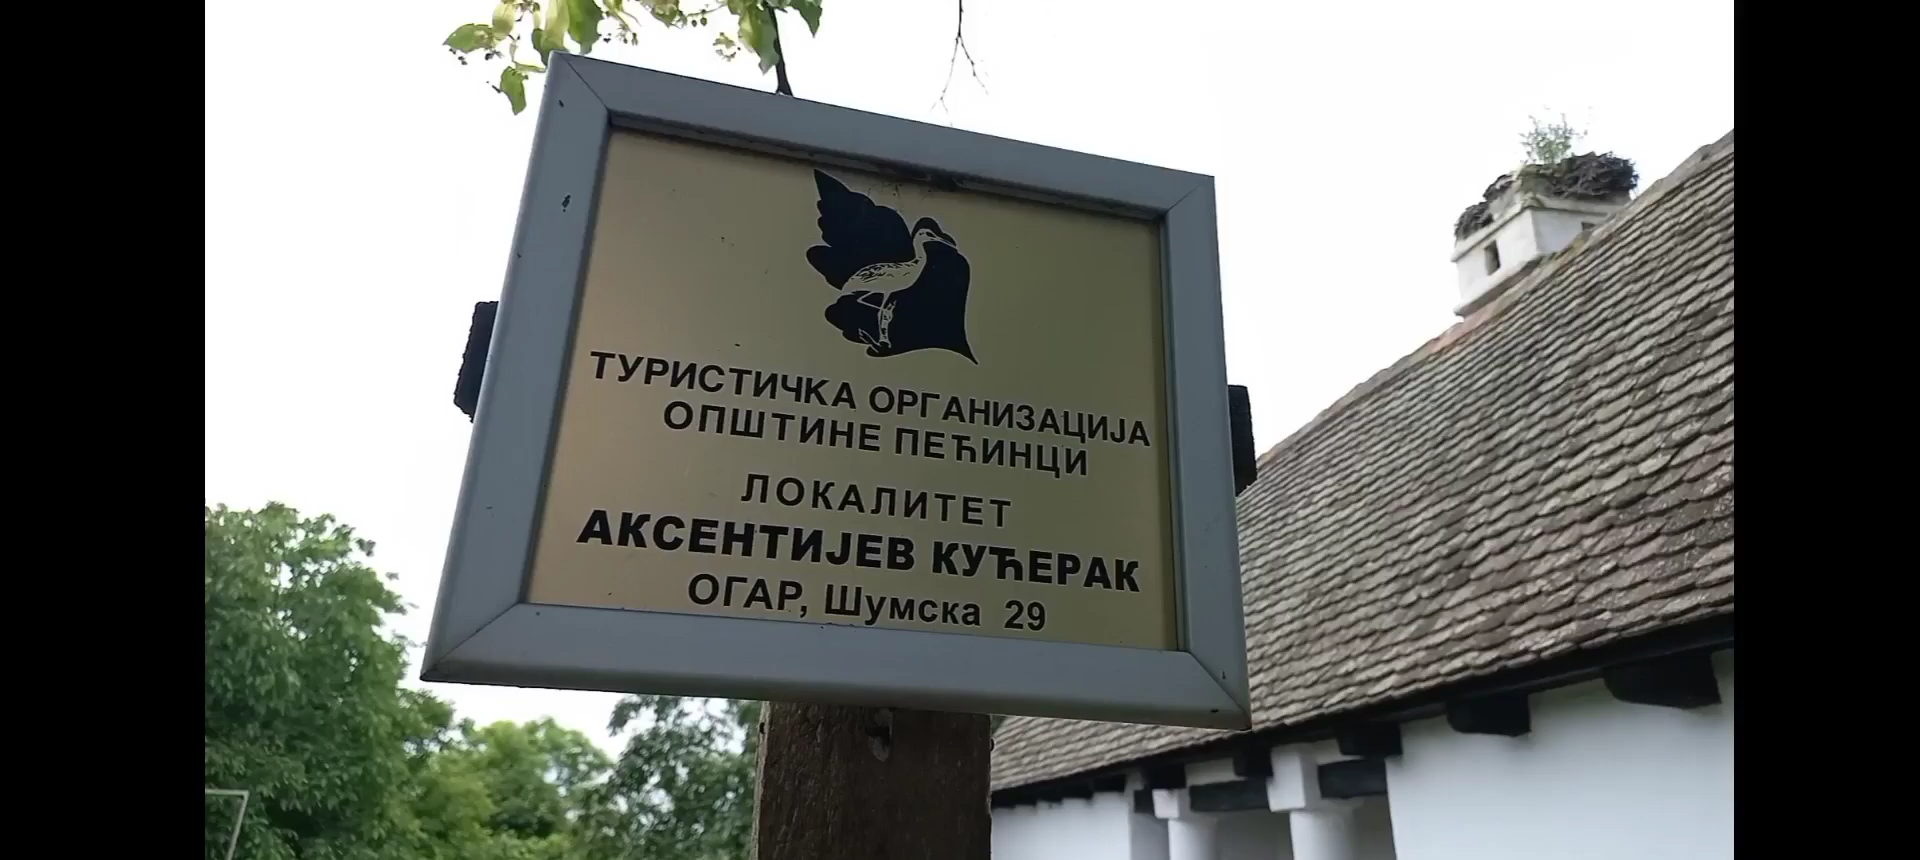 ТУРИСТИЧКА ОРГАНИЗАЦИЈА
ОПШТИНЕ ПЕЋИНЦИ
ЛОКАЛИТЕТ
АКСЕНТИЈЕВ КУЋЕРАК
ОГАР, Шумска 29